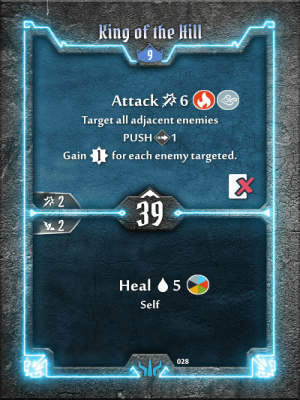 King of the Hill
9
Attack 6
Target all adjacent enemies
PUSH 1
Gain 1 for each enemy targeted.
2
39
2
Heal 5
Self
028